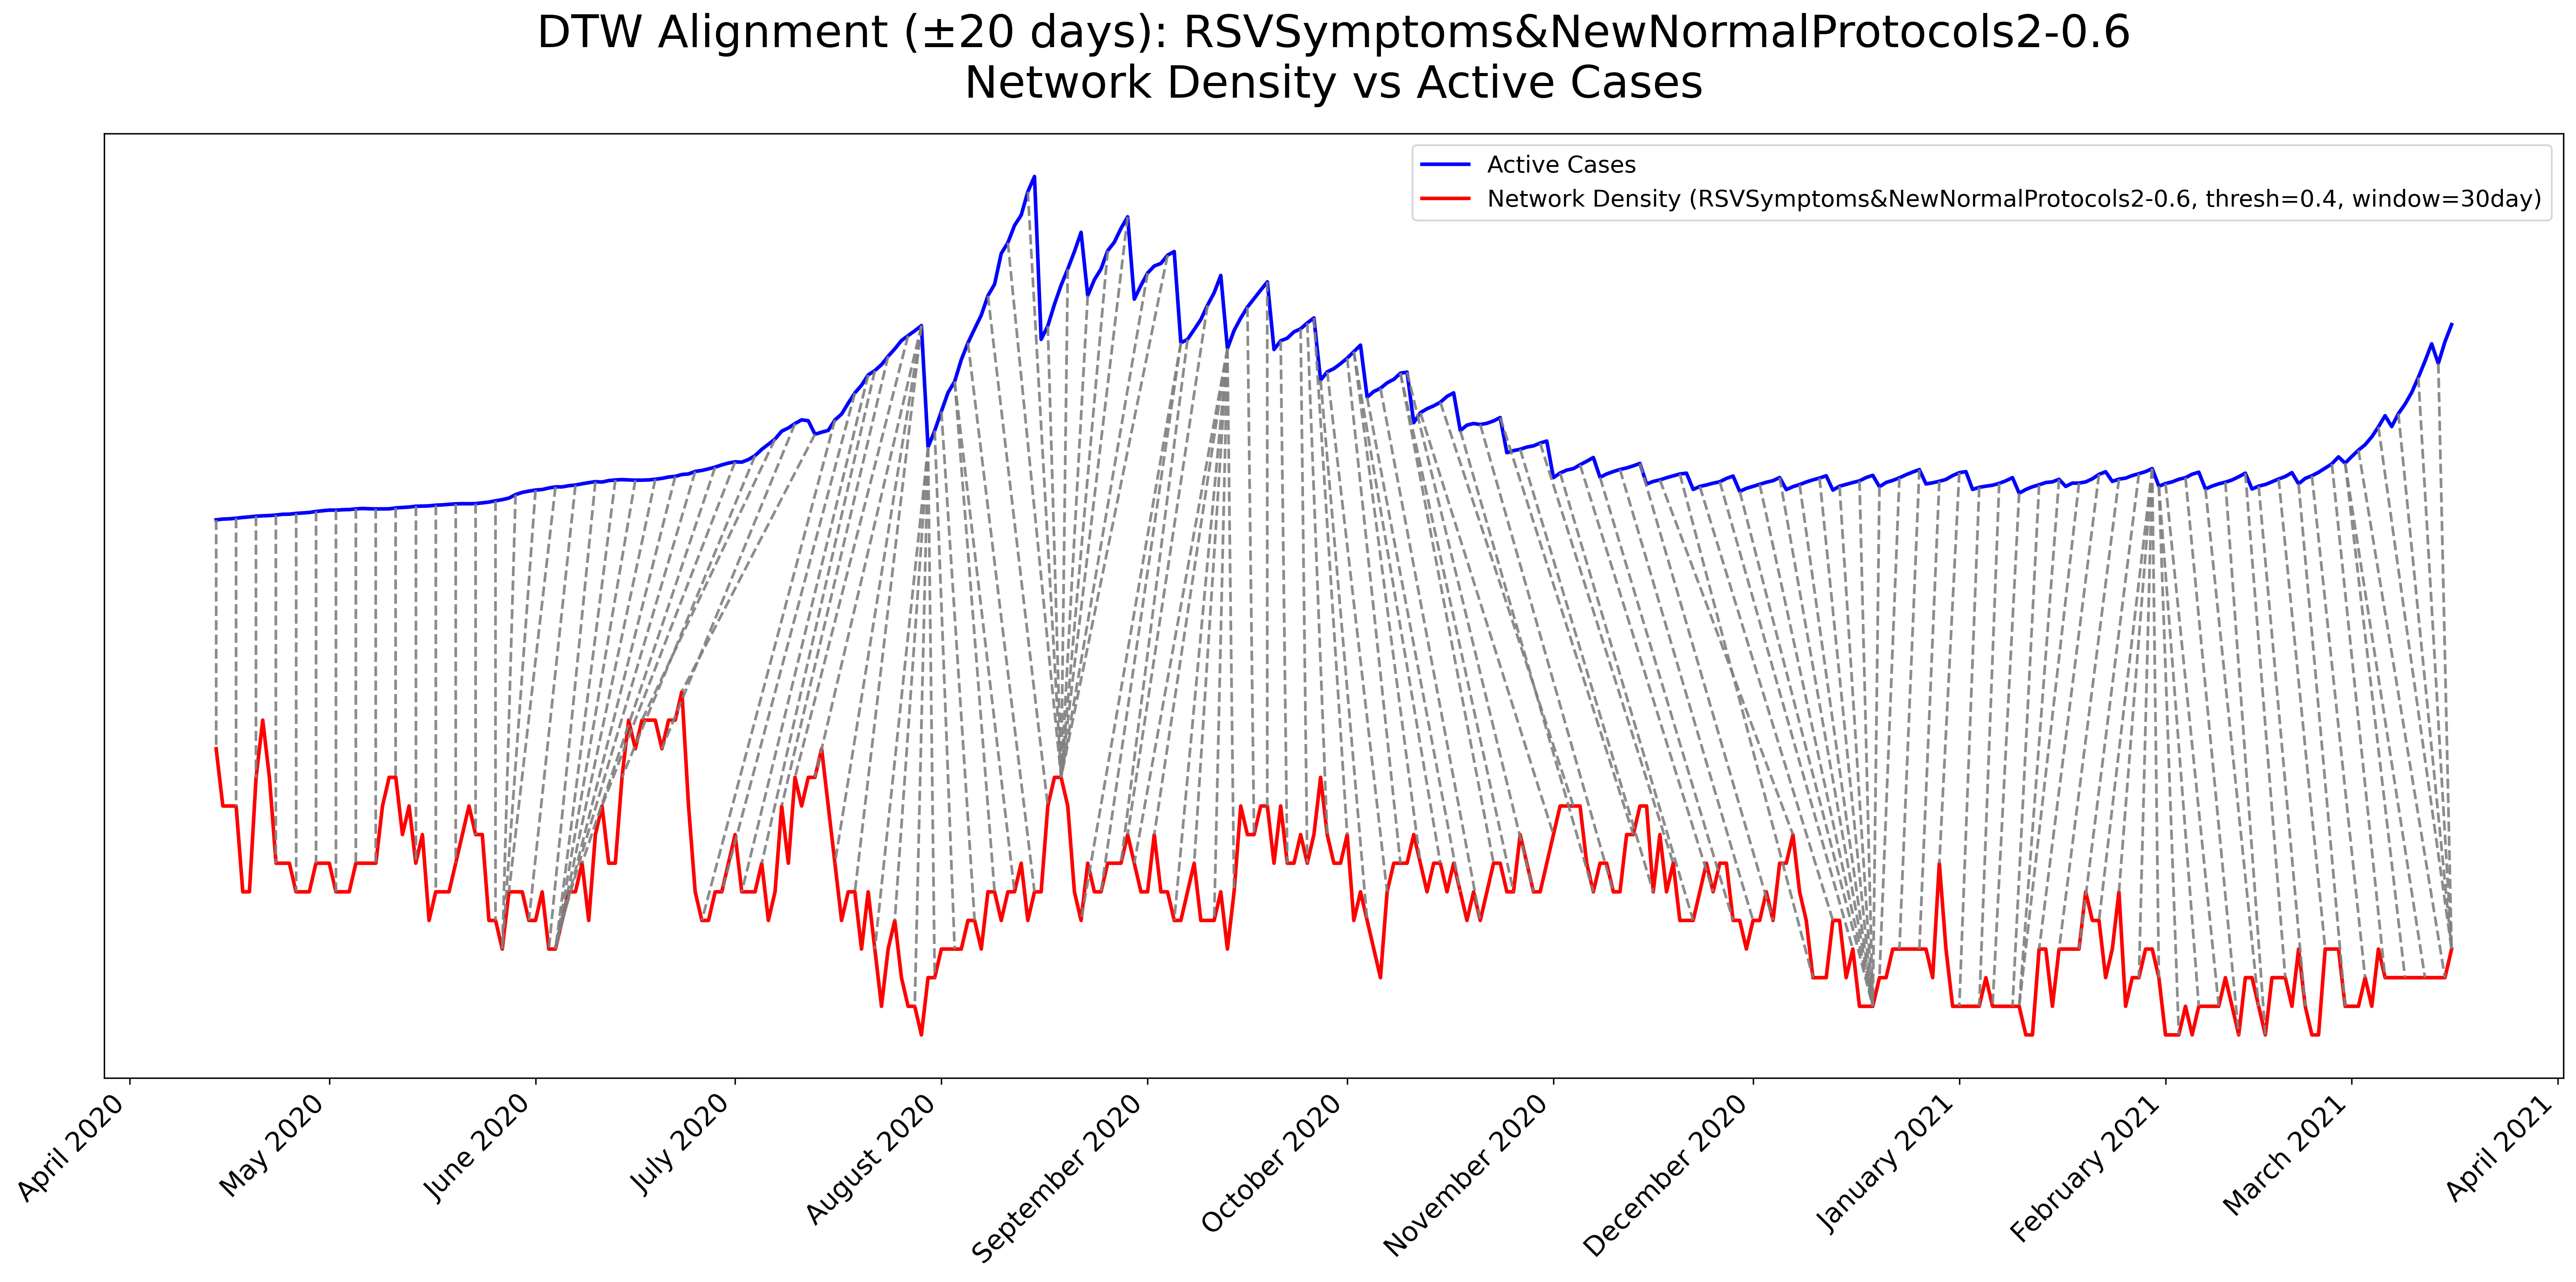 DTW Alignment (±20 days): RSVSymptoms&NewNormalProtocols2-0.6
Network Density vs Active Cases
Active Cases
Network Density (RSVSymptoms&NewNormalProtocols2-0.6, thresh=0.4, window=30day)
April 2020
May 2020
June 2020
July 2020
August 2020
September 2020
October 2020
November 2020
December 2020
January 2021
February 2021
March 2021
April 2021